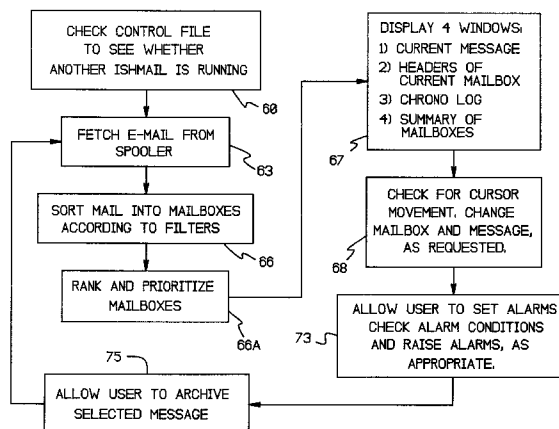 CHECK CONTROL FILE
TO SEE WHETHER
ANOTHER ISHMAIL IS RUNNING
60
FETCH E-MAIL FROM
SPOOLER
63
SORT MAIL INTO MAILBOXES
ACCORDING TO FILTERS
66
RANK AND PRIORITIZE
MAILBOXES
66A
DISPLAY 4 WINDOWS:
1) CURRENT MESSAGE
2) HEADERS OF
CURRENT MAILBOX
3) CHRONO LOG
4) SUMMARY OF
MAILBOXES
67
CHECK FOR CURSOR
MOVEMENT. CHANGE
MAILBOX AND MESSAGE,
AS REQUESTED.
68
ALLOW USER TO SET ALARMS
CHECK ALARM CONDITIONS
AND RAISE ALARMS, AS
APPROPRIATE.
73
75
ALLOW USER TO ARCHIVE
SELECTED MESSAGE